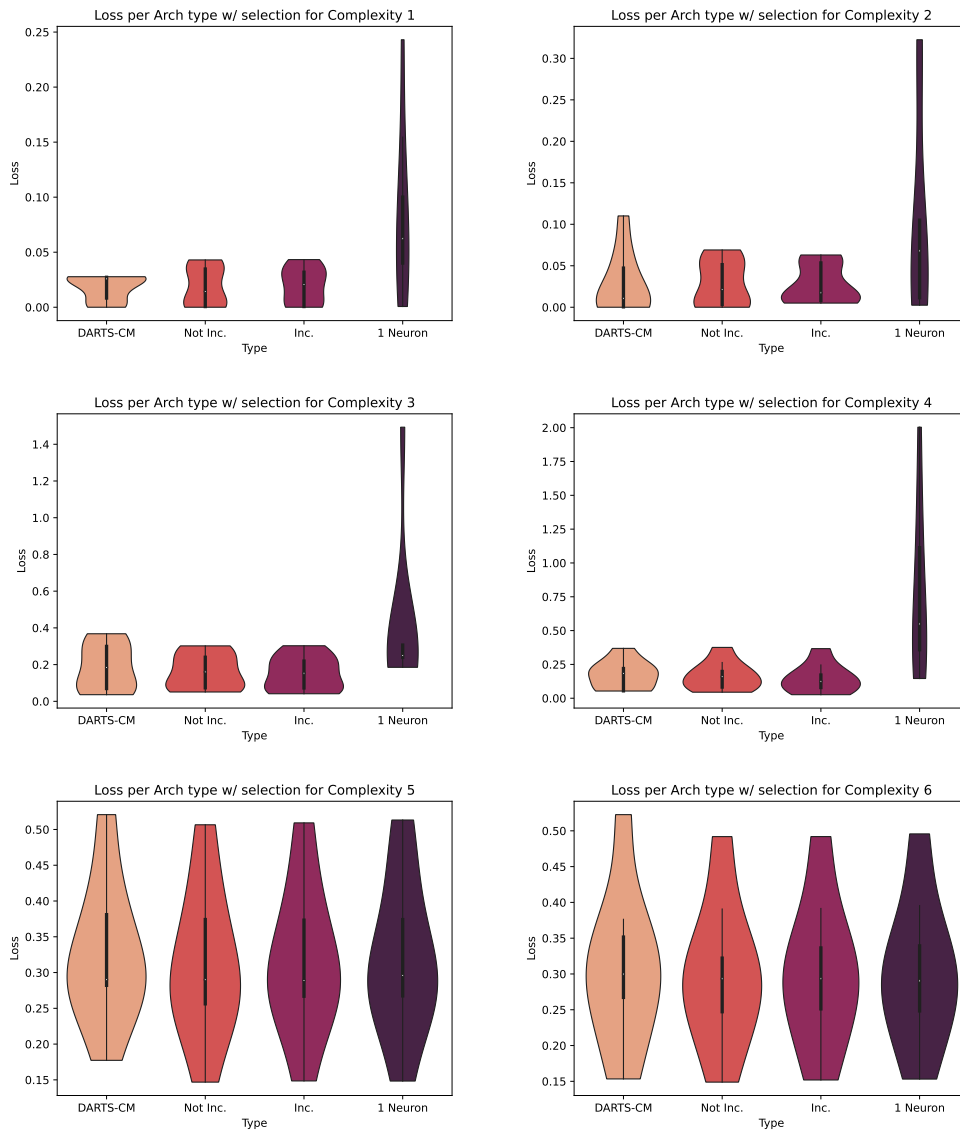 Loss per Arch type w/ selection for Complexity 1
0.25
0.20
0.15
0.10
0.05
0.00
Loss
DARTS-CM Not Inc. Inc. 1 Neuron
Type
Loss per Arch type w/ selection for Complexity 2
0.30
0.25
0.20
0.15
0.10
0.05
0.00
Loss
DARTS-CM Not Inc. Inc. 1 Neuron
Type
Loss per Arch type w/ selection for Complexity 3
1.4
1.2
1.0
0.8
0.6
0.4
0.2
0.0
Loss
DARTS-CM Not Inc. Inc. 1 Neuron
Type
Loss per Arch type w/ selection for Complexity 4
2.00
1.75
1.50
1.25
1.00
0.75
0.50
0.25
0.00
Loss
DARTS-CM Not Inc. Inc. 1 Neuron
Type
Loss per Arch type w/ selection for Complexity 5
0.50
0.45
0.40
0.35
0.30
0.25
0.20
0.15
Loss
DARTS-CM Not Inc. Inc. 1 Neuron
Type
Loss per Arch type w/ selection for Complexity 6
0.50
0.45
0.40
0.35
0.30
0.25
0.20
0.15
Loss
DARTS-CM Not Inc. Inc. 1 Neuron
Type